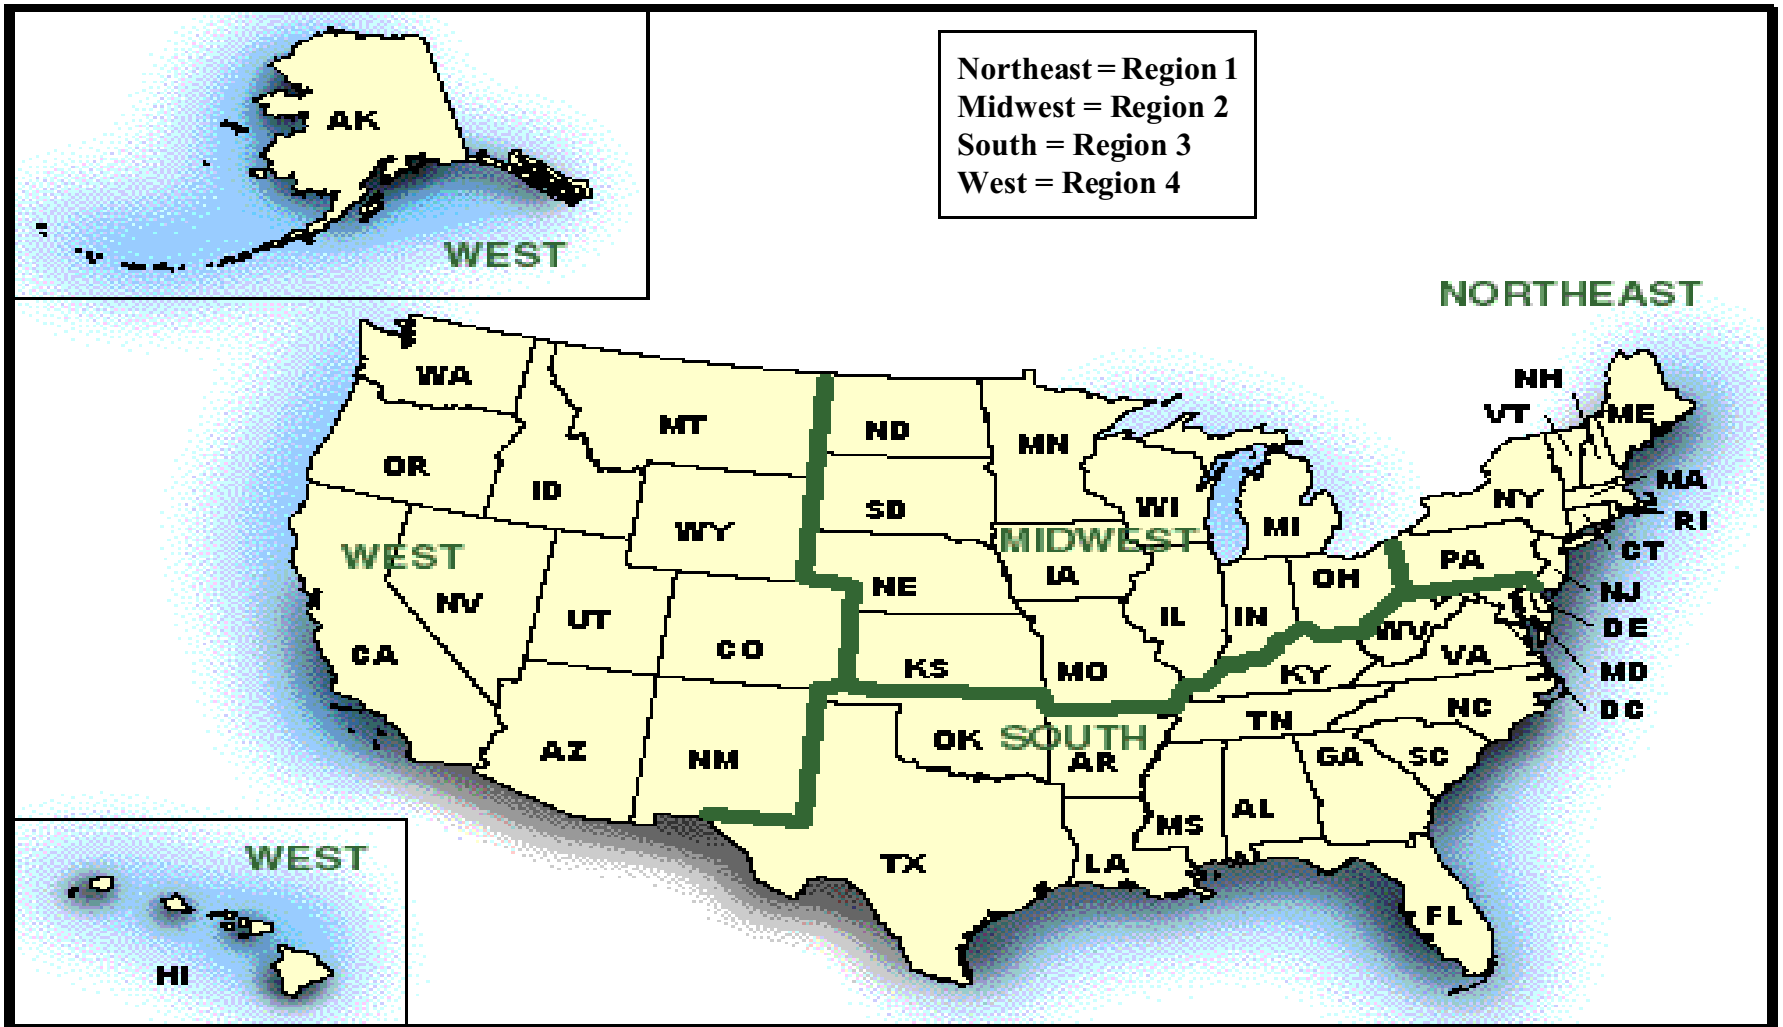 AK
WEST
Northeast = Region 1
Midwest = Region 2
South = Region 3
West = Region 4
NORTHEAST
WA
MT
ND
MN
NH
VT
ME
OR
ID
WY
SD
WI
MI
NY
MA
RI
WEST
MIDWEST
CT
NV
UT
CO
NE
IA
IL
IN
OH
PA
NJ
DE
CA
KS
MO
KY
WV
VA
MD
DC
AZ
NM
OK
SOUTH
AR
TN
NC
SC
GA
TX
LA
MS
AL
FL
WEST
HI